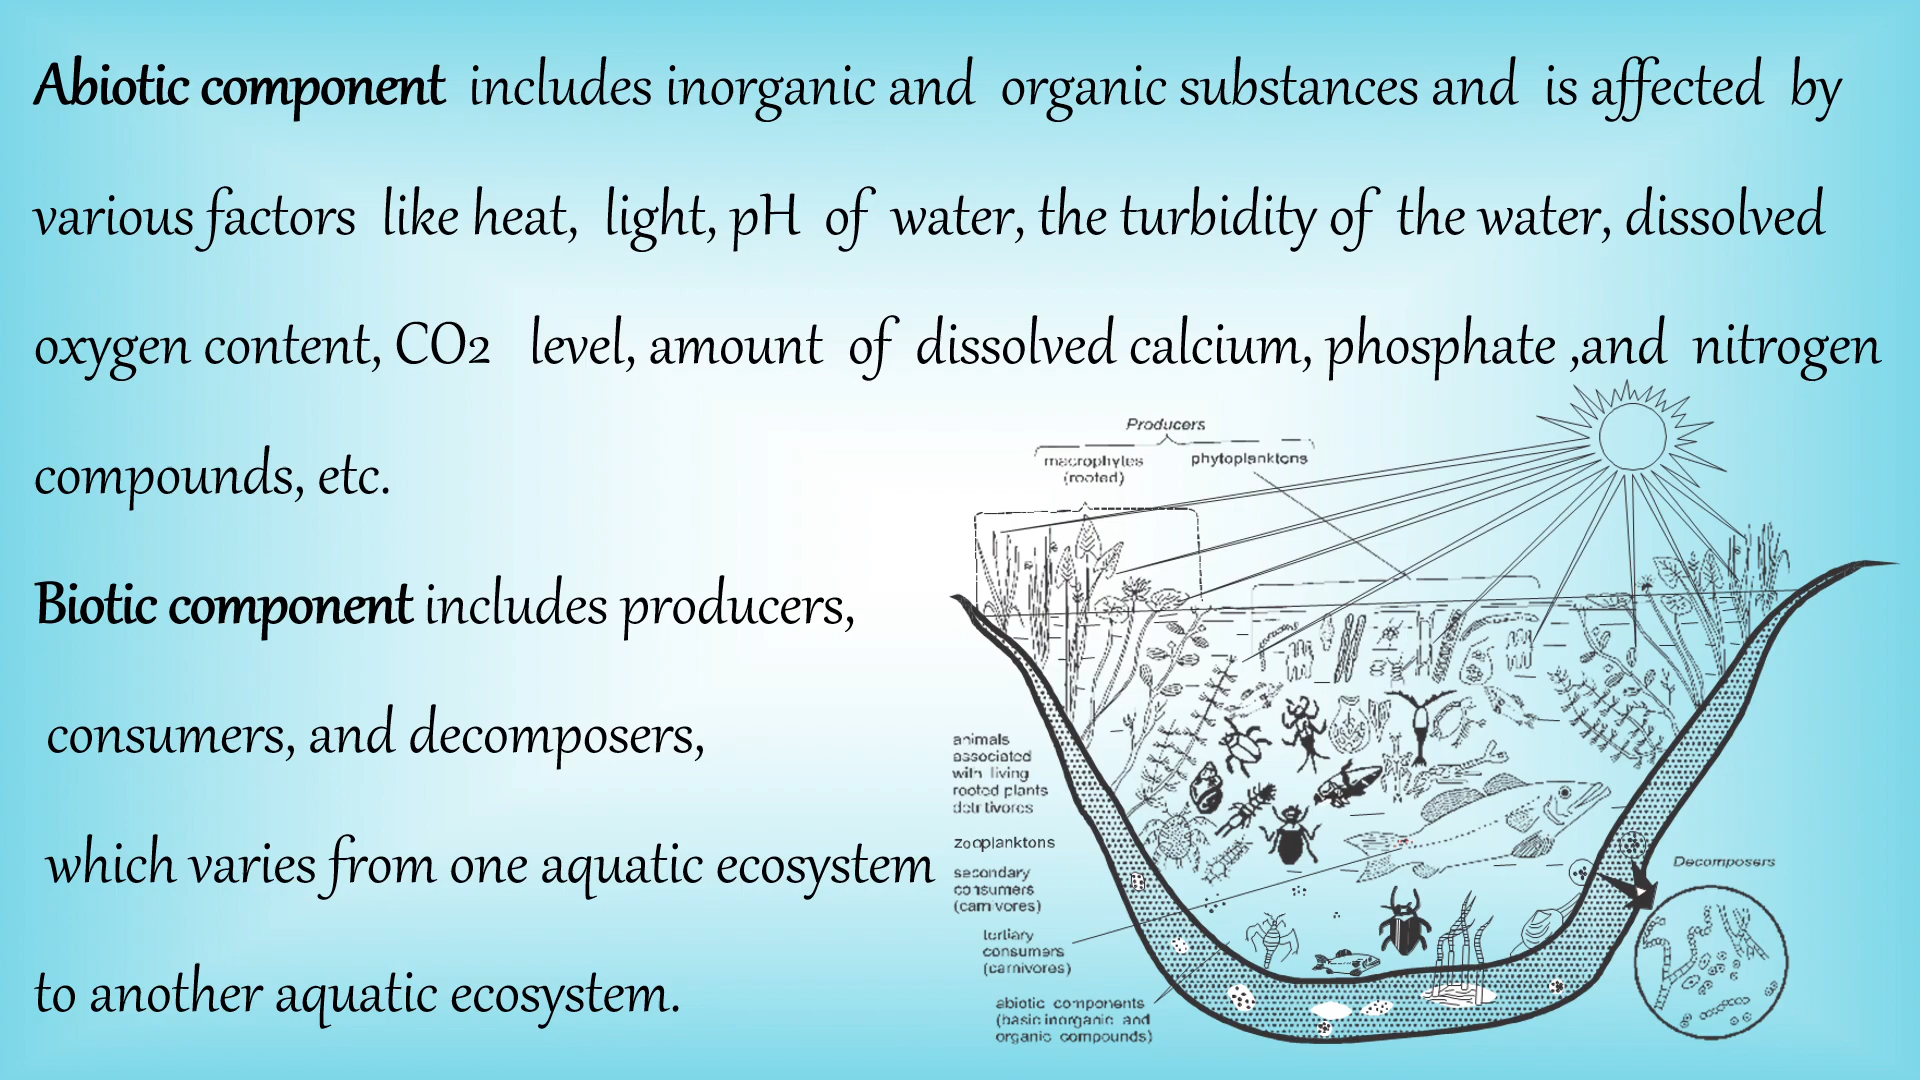 Abiotic component includes inorganic and organic substances and is affected by
various factors like heat, light, pH of water, the turbidity of the water, dissolved
oxygen content, CO2 level, amount of dissolved calcium, phosphate ,and nitrogen
compounds, etc.
Biotic component includes producers,
consumers, and decomposers,
which varies from one aquatic ecosystem
to another aquatic ecosystem.
Producers
macrophytes
(rooted)
phytoplanktons
animals
associated
with living
rooted plants
detritivores
zooplanktons
secondary
consumers
(carnivores)
tertiary
consumers
(carnivores)
abiotic components
(basic inorganic and
organic compounds)
Decomposers